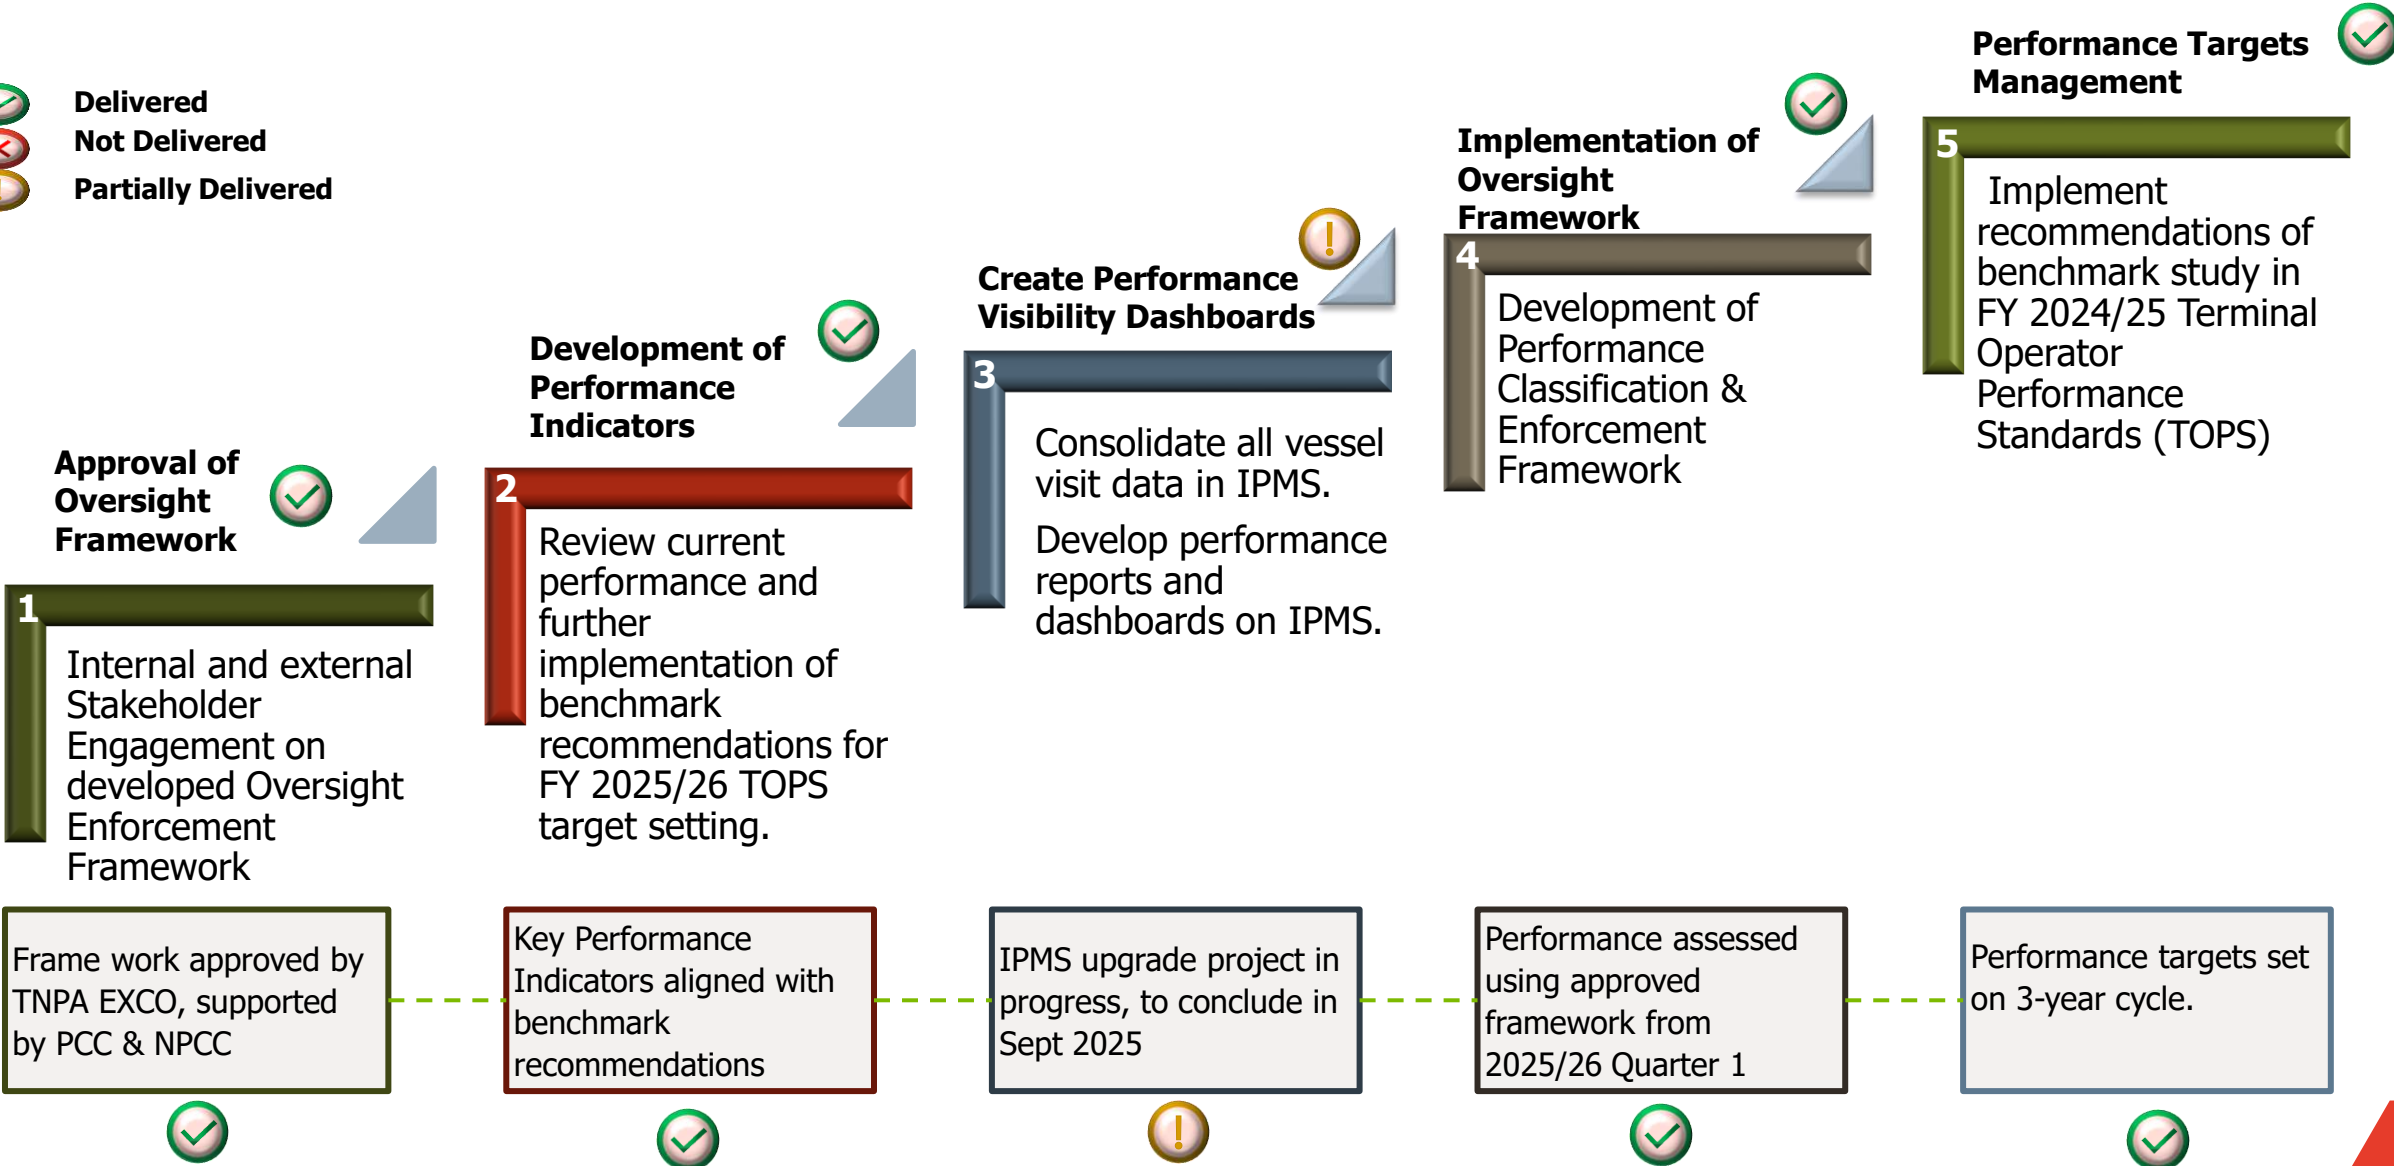 Delivered
Not Delivered
Partially Delivered
Approval of
Oversight
Framework
1
Internal and external
Stakeholder
Engagement on
developed Oversight
Enforcement
Framework
Frame work approved by
TNPA EXCO, supported
by PCC & NPCC
Development of
Performance
Indicators
2
Review current
performance and
further
implementation of
benchmark
recommendations for
FY 2025/26 TOPS
target setting.
Key Performance
Indicators aligned with
benchmark
recommendations
Create Performance
Visibility Dashboards
3
Consolidate all vessel
visit data in IPMS.
Develop performance
reports and
dashboards on IPMS.
IPMS upgrade project in
progress, to conclude in
Sept 2025
Implementation of
Oversight
Framework
4
Development of
Performance
Classification &
Enforcement
Framework
Performance assessed
using approved
framework from
2025/26 Quarter 1
Performance Targets
Management
5
Implement
recommendations of
benchmark study in
FY 2024/25 Terminal
Operator
Performance
Standards (TOPS)
Performance targets set
on 3-year cycle.